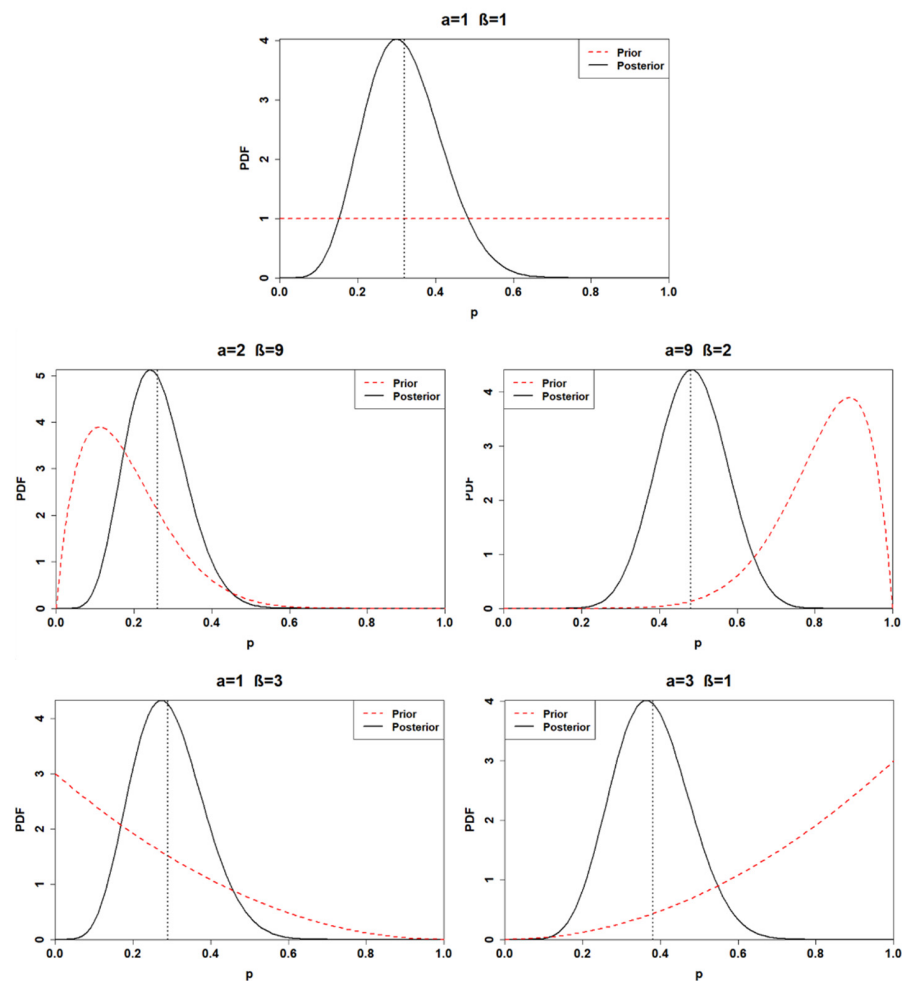 a=1 ß=1
Prior
Posterior
PDF
0 1 2 3 4
0.0 0.2 0.4 0.6 0.8 1.0
p
a=2 ß=9
Prior
Posterior
PDF
0 1 2 3 4 5
0.0 0.2 0.4 0.6 0.8 1.0
p
a=9 ß=2
Prior
Posterior
PDF
0 1 2 3 4
0.0 0.2 0.4 0.6 0.8 1.0
p
a=1 ß=3
Prior
Posterior
PDF
0 1 2 3 4
0.0 0.2 0.4 0.6 0.8 1.0
p
a=3 ß=1
Prior
Posterior
PDF
0 1 2 3 4
0.0 0.2 0.4 0.6 0.8 1.0
p